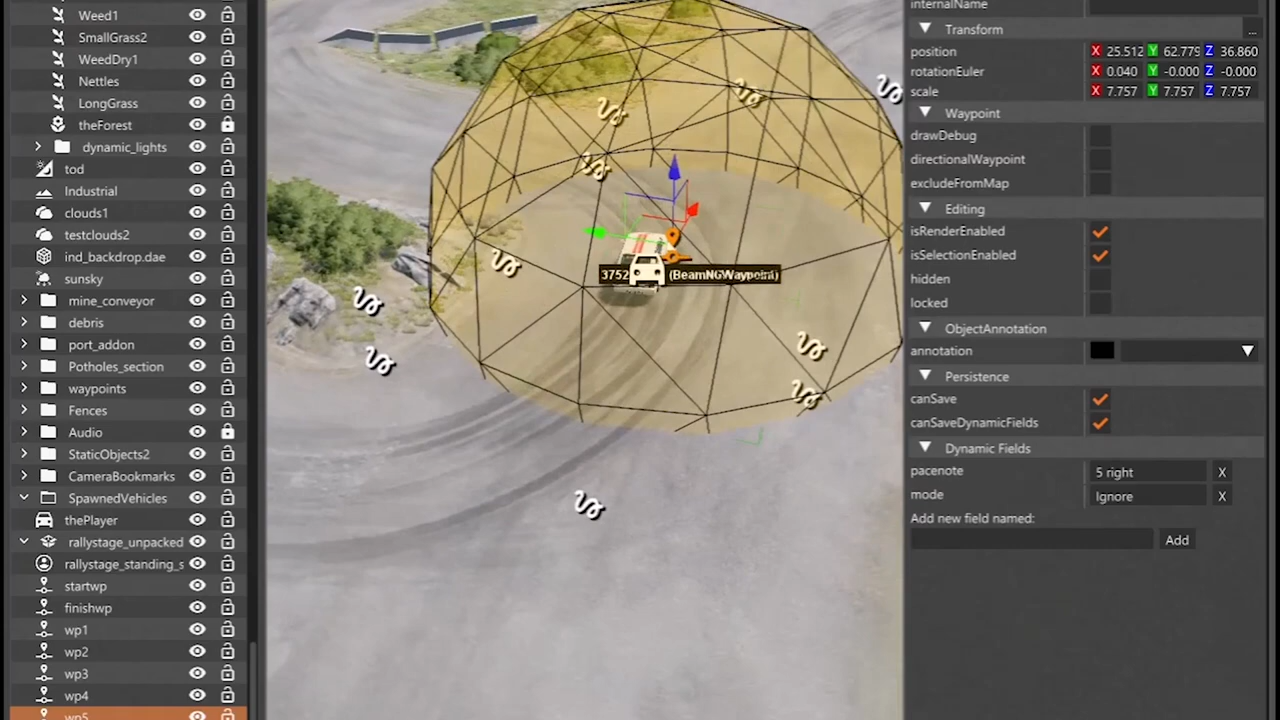 Weed1
SmallGrass2
WeedDry1
Nettles
LongGrass
theForest
dynamic_lights
tod
Industrial
clouds1
testclouds2
ind_backdrop.dae
sunsky
mine_conveyor
debris
port_addon
Potholes_section
waypoints
Fences
Audio
StaticObjects2
CameraBookmarks
SpawnedVehicles
thePlayer
rallystage_unpacked
rallystage_standing_s
startwp
finishwp
wp1
wp2
wp3
wp4
wp5
3752
(BeamNGWaypoint)
internalName
Transform
...
position X 25.512 Y 62.779 Z 36.860
rotationEuler X 0.040 Y -0.000 Z -0.000
scale X 7.757 Y 7.757 Z 7.757
Waypoint
drawDebug
directionalWaypoint
excludeFromMap
Editing
isRenderEnabled
isSelectionEnabled
hidden
locked
ObjectAnnotation
annotation
Persistence
canSave
canSaveDynamicFields
Dynamic Fields
pacenote 5 right X
mode Ignore X
Add new field named:
Add